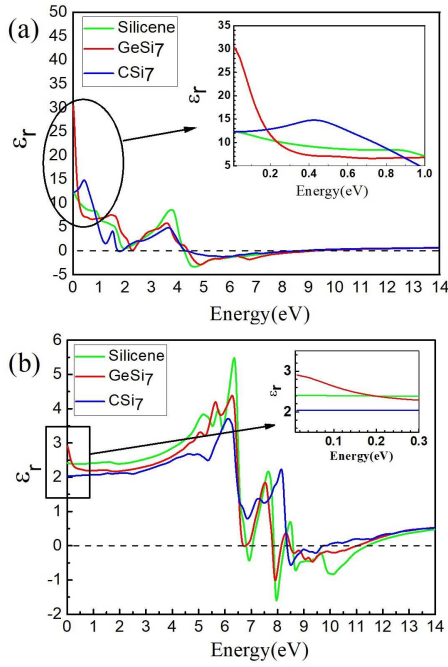 (a)
Silicene
GeSi7
CSi7
εr
50
45
40
35
30
25
20
15
10
5
0
-5
0 1 2 3 4 5 6 7 8 9 10 11 12 13 14
Energy(eV)
εr
35
30
25
20
15
10
5
0.2 0.4 0.6 0.8 1.0
Energy(eV)
(b)
Silicene
GeSi7
CSi7
εr
6
5
4
3
2
1
0
-1
-2
0 1 2 3 4 5 6 7 8 9 10 11 12 13 14
Energy(eV)
εr
3
2
0.1 0.2 0.3
Energy(eV)